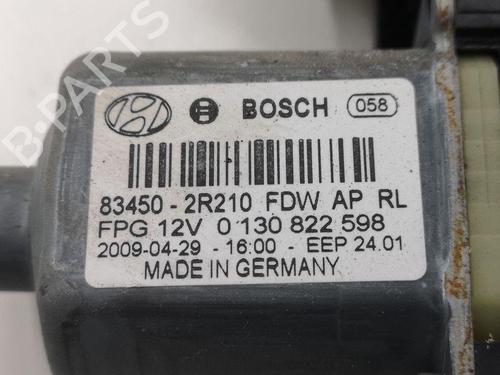 BOSCH 058
83450 - 2R210 FDW AP RL
FPG 12V 0 130 822 598
2009-04-29 - 16:00 - EEP 24.01
MADE IN GERMANY
B-PARTS